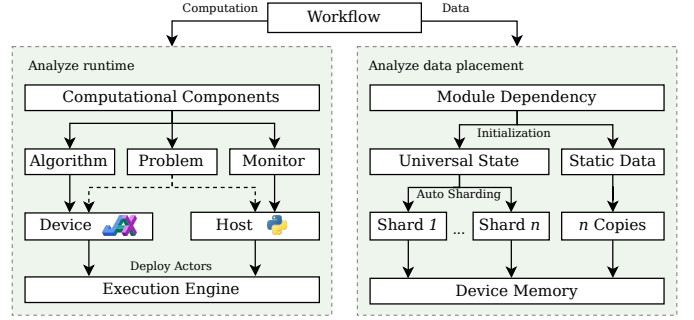 Computation
Workflow
Data
Analyze runtime
Computational Components
Algorithm
Problem
Monitor
Device JAX
Host
Deploy Actors
Execution Engine
Analyze data placement
Module Dependency
Initialization
Universal State
Static Data
Auto Sharding
Shard 1
...
Shard n
n Copies
Device Memory